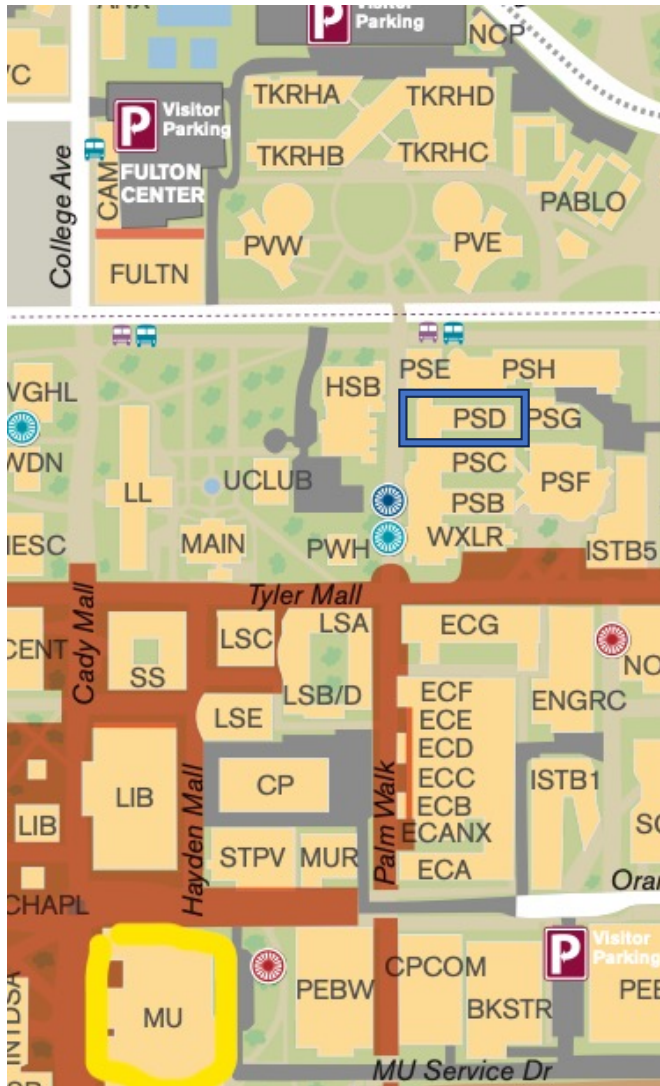 Visitor
Parking
NCP
TKRHA
TKRHD
P
Visitor
Parking
TKRHB
TKRHC
CAM
FULTON
CENTER
PABLO
College Ave
PVW
PVE
FULTN
PSE
PSH
HSB
PSD
PSG
WDN
UCLUB
LL
PSC
PSF
PSB
MAIN
PWH
WXLR
ISTB5
Tyler Mall
Cady Mall
LSC
LSA
ECG
SS
LSB/D
ECF
ENGRC
LSE
ECE
ECD
ECC
ECB
ECANX
ECA
ISTB1
LIB
CP
LIB
Hayden Mall
Palm Walk
STPV
MUR
MU
PEBW
CPCOM
BKSTR
P
Visitor
Parking
INTDSA
MU Service Dr